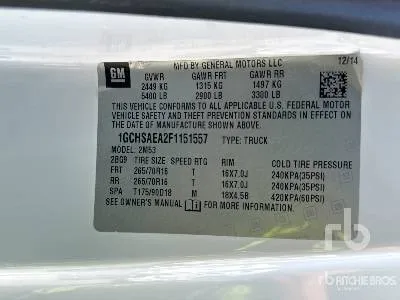 GM
MFD BY GENERAL MOTORS LLC
12/14
GVWR GAWR FRT GAWR RR
2449 KG 1315 KG 1497 KG
5400 LB 2900 LB 3300 LB
THIS VEHICLE CONFORMS TO ALL APPLICABLE U.S. FEDERAL MOTOR
VEHICLE SAFETY AND THEFT PREVENTION STANDARDS IN EFFECT
ON THE DATE OF MANUFACTURE SHOWN ABOVE.
1GCHSAEA2F1151557 TYPE: TRUCK
MODEL: 2M53
2BG9 TIRE SIZE SPEED RTG RIM COLD TIRE PRESSURE
FRT 265/70R16 T 16X7.0J 240KPA(35PSI)
RR 265/70R16 T 16X7.0J 240KPA(35PSI)
SPA T175/90D18 M 18X4.5B 420KPA(60PSI)
SEE OWNER'S MANUAL FOR MORE INFORMATION.
rb
rb RITCHIE BROS.